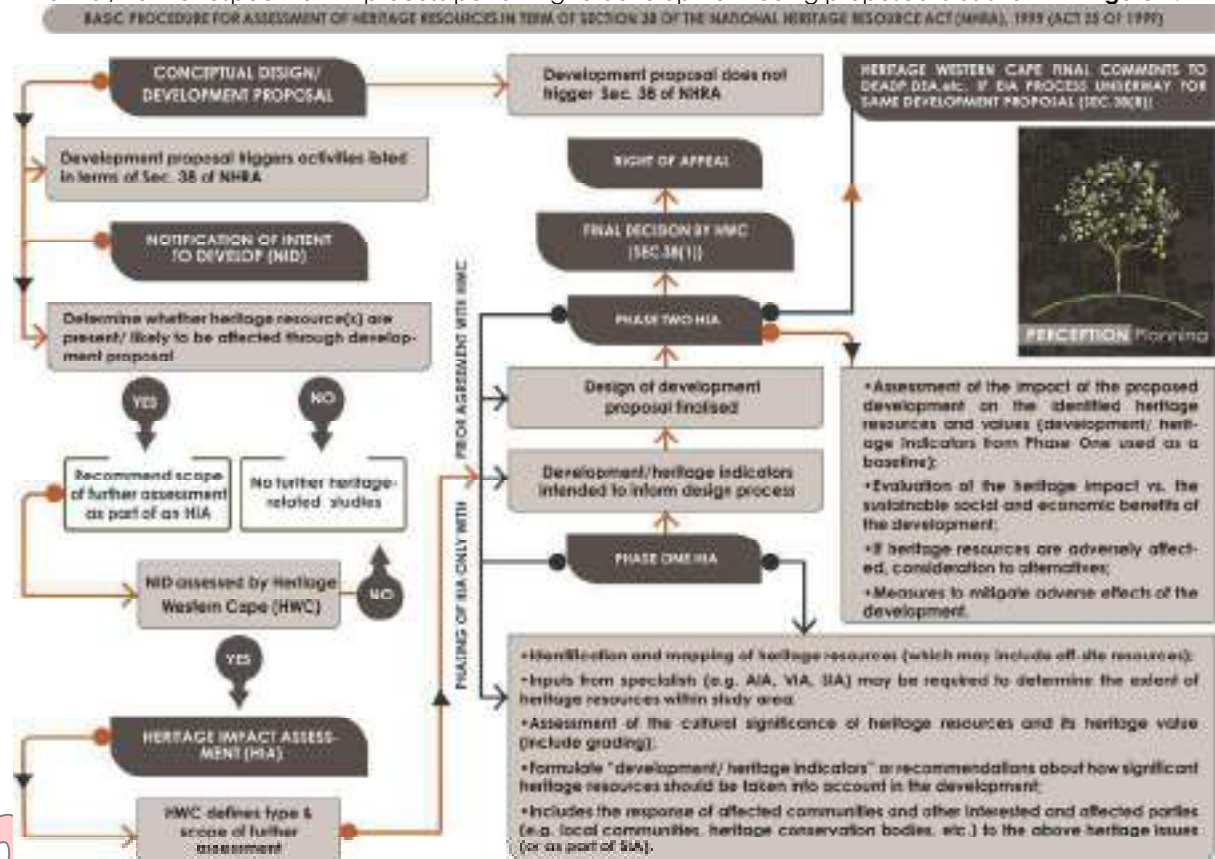 BASIC PROCEDURE FOR ASSESSMENT OF HERITAGE RESOURCES IN TERM OF SECTION 38 OF THE NATIONAL HERITAGE RESOURCE ACT (NHRA), 1999 (ACT 25 OF 1999)
CONCEPTUAL DESIGN/
DEVELOPMENT PROPOSAL
Development proposal does not
trigger Sec. 38 of NHRA
HERITAGE WESTERN CAPE FINAL COMMENTS TO
DEADP, DEA, etc. IF EIA PROCESS UNDERWAY FOR
SAME DEVELOPMENT PROPOSAL (SEC.38(8))
Development proposal triggers activities listed
in terms of Sec. 38 of NHRA
RIGHT OF APPEAL
NOTIFICATION OF INTENT
TO DEVELOP (NID)
FINAL DECISION BY HWC
(SEC.38(1))
Determine whether heritage resource(s) are
present/ likely to be affected through develop-
ment proposal
PHASE TWO HIA
PERCEPTION Planning
YES
NO
Design of development
proposal finalised
•Assessment of the impact of the proposed
development on the identified heritage
resources and values (development/ herit-
age indicators from Phase One used as a
baseline);
•Evaluation of the heritage impact vs. the
sustainable social and economic benefits of
the development;
•If heritage resources are adversely affect-
ed, consideration to alternatives;
•Measures to mitigate adverse effects of the
development.
Recommend scope
of further assessment
as part of an HIA
No further heritage-
related studies
Development/heritage indicators
intended to inform design process
PHASING OF HIA ONLY WITH PRIOR AGREEMENT WITH HWC
PHASE ONE HIA
NID assessed by Heritage
Western Cape (HWC)
NO
YES
•Identification and mapping of heritage resources (which may include off-site resources);
•Inputs from specialists (e.g. AIA, VIA, SIA) may be required to determine the extent of
heritage resources within study area;
•Assessment of the cultural significance of heritage resources and its heritage value
(include grading);
•Formulate "development/ heritage indicators" or recommendations about how significant
heritage resources should be taken into account in the development;
•Includes the response of affected communities and other interested and affected parties
(e.g. local communities, heritage conservation bodies, etc.) to the above heritage issues
(or as part of SIA).
HERITAGE IMPACT ASSESS-
MENT (HIA)
HWC defines type &
scope of further
assessment